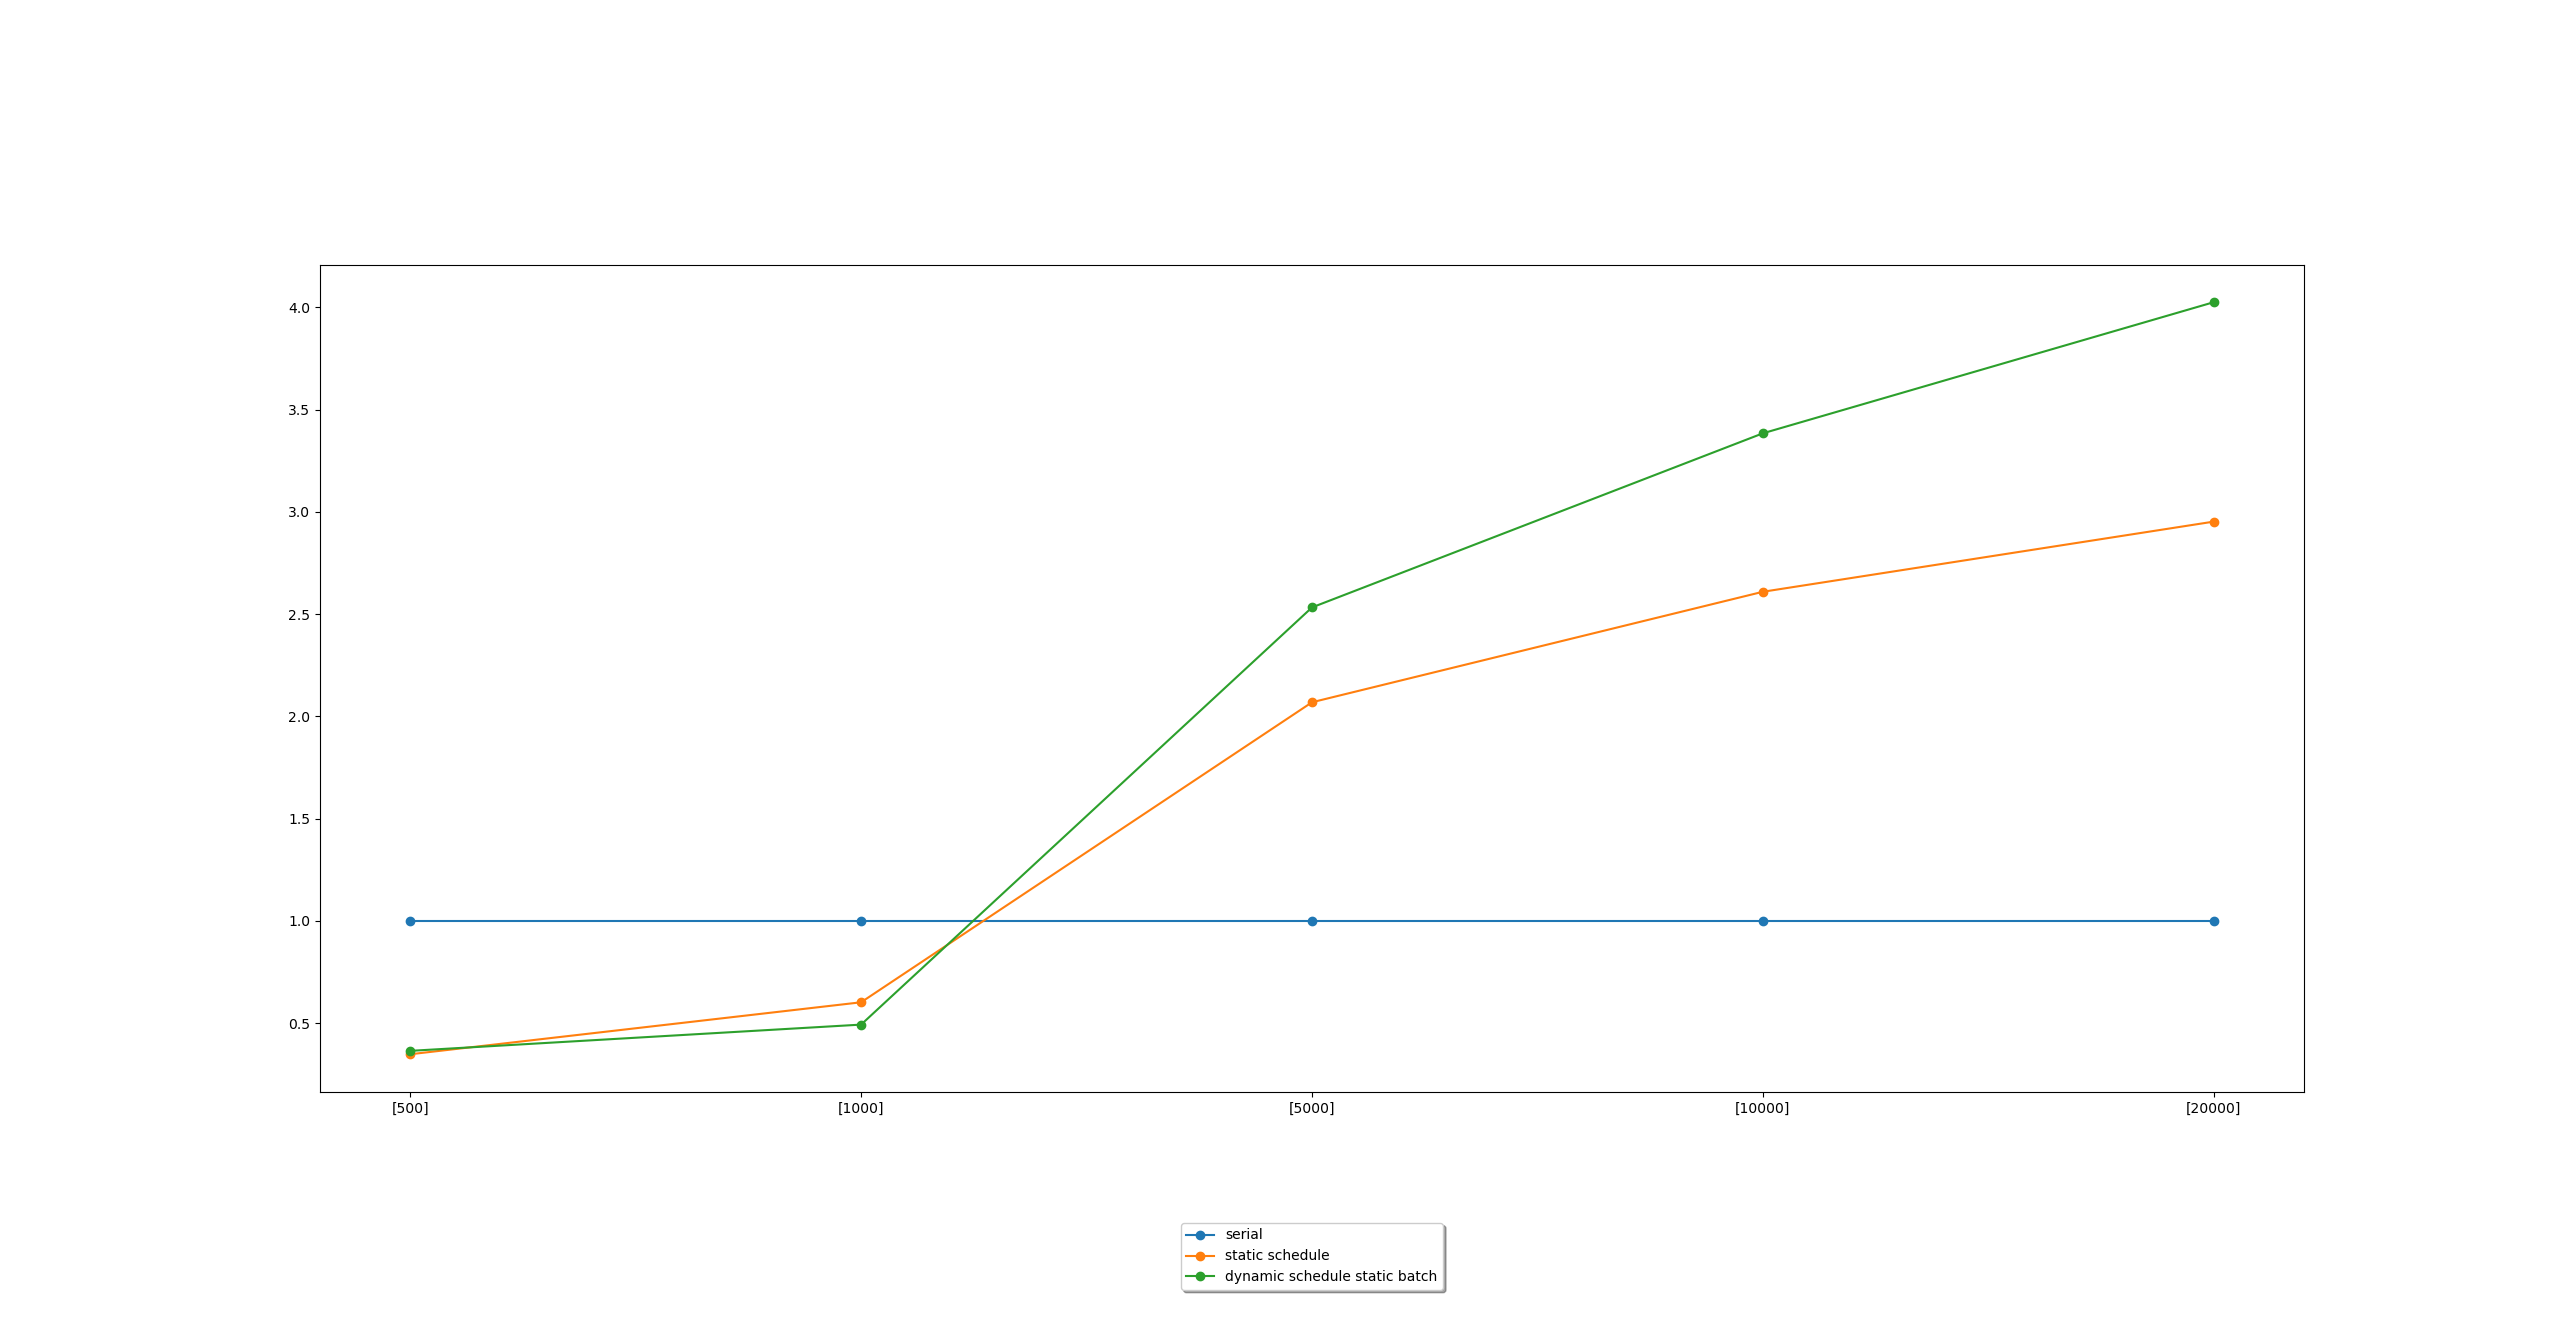 4.0
3.5
3.0
2.5
2.0
1.5
1.0
0.5
[500] [1000] [5000] [10000] [20000]
serial
static schedule
dynamic schedule static batch